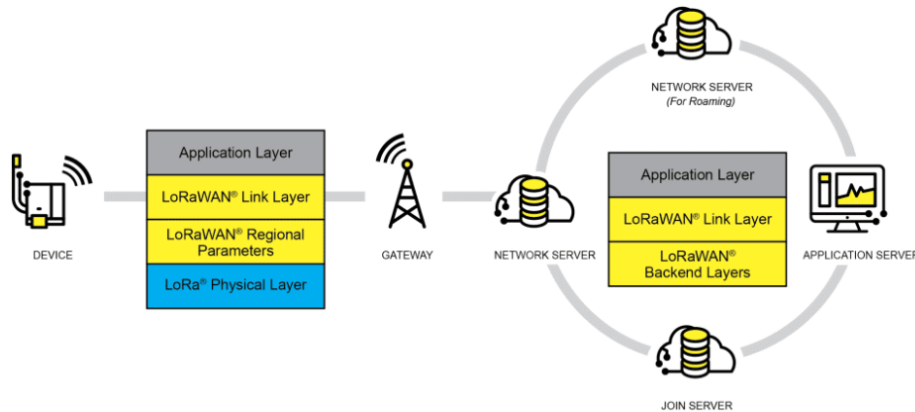 NETWORK SERVER
(For Roaming)
Application Layer
LoRaWAN® Link Layer
LoRaWAN® Regional
Parameters
LoRa® Physical Layer
Application Layer
LoRaWAN® Link Layer
LoRaWAN®
Backend Layers
DEVICE
GATEWAY
NETWORK SERVER
APPLICATION SERVER
JOIN SERVER